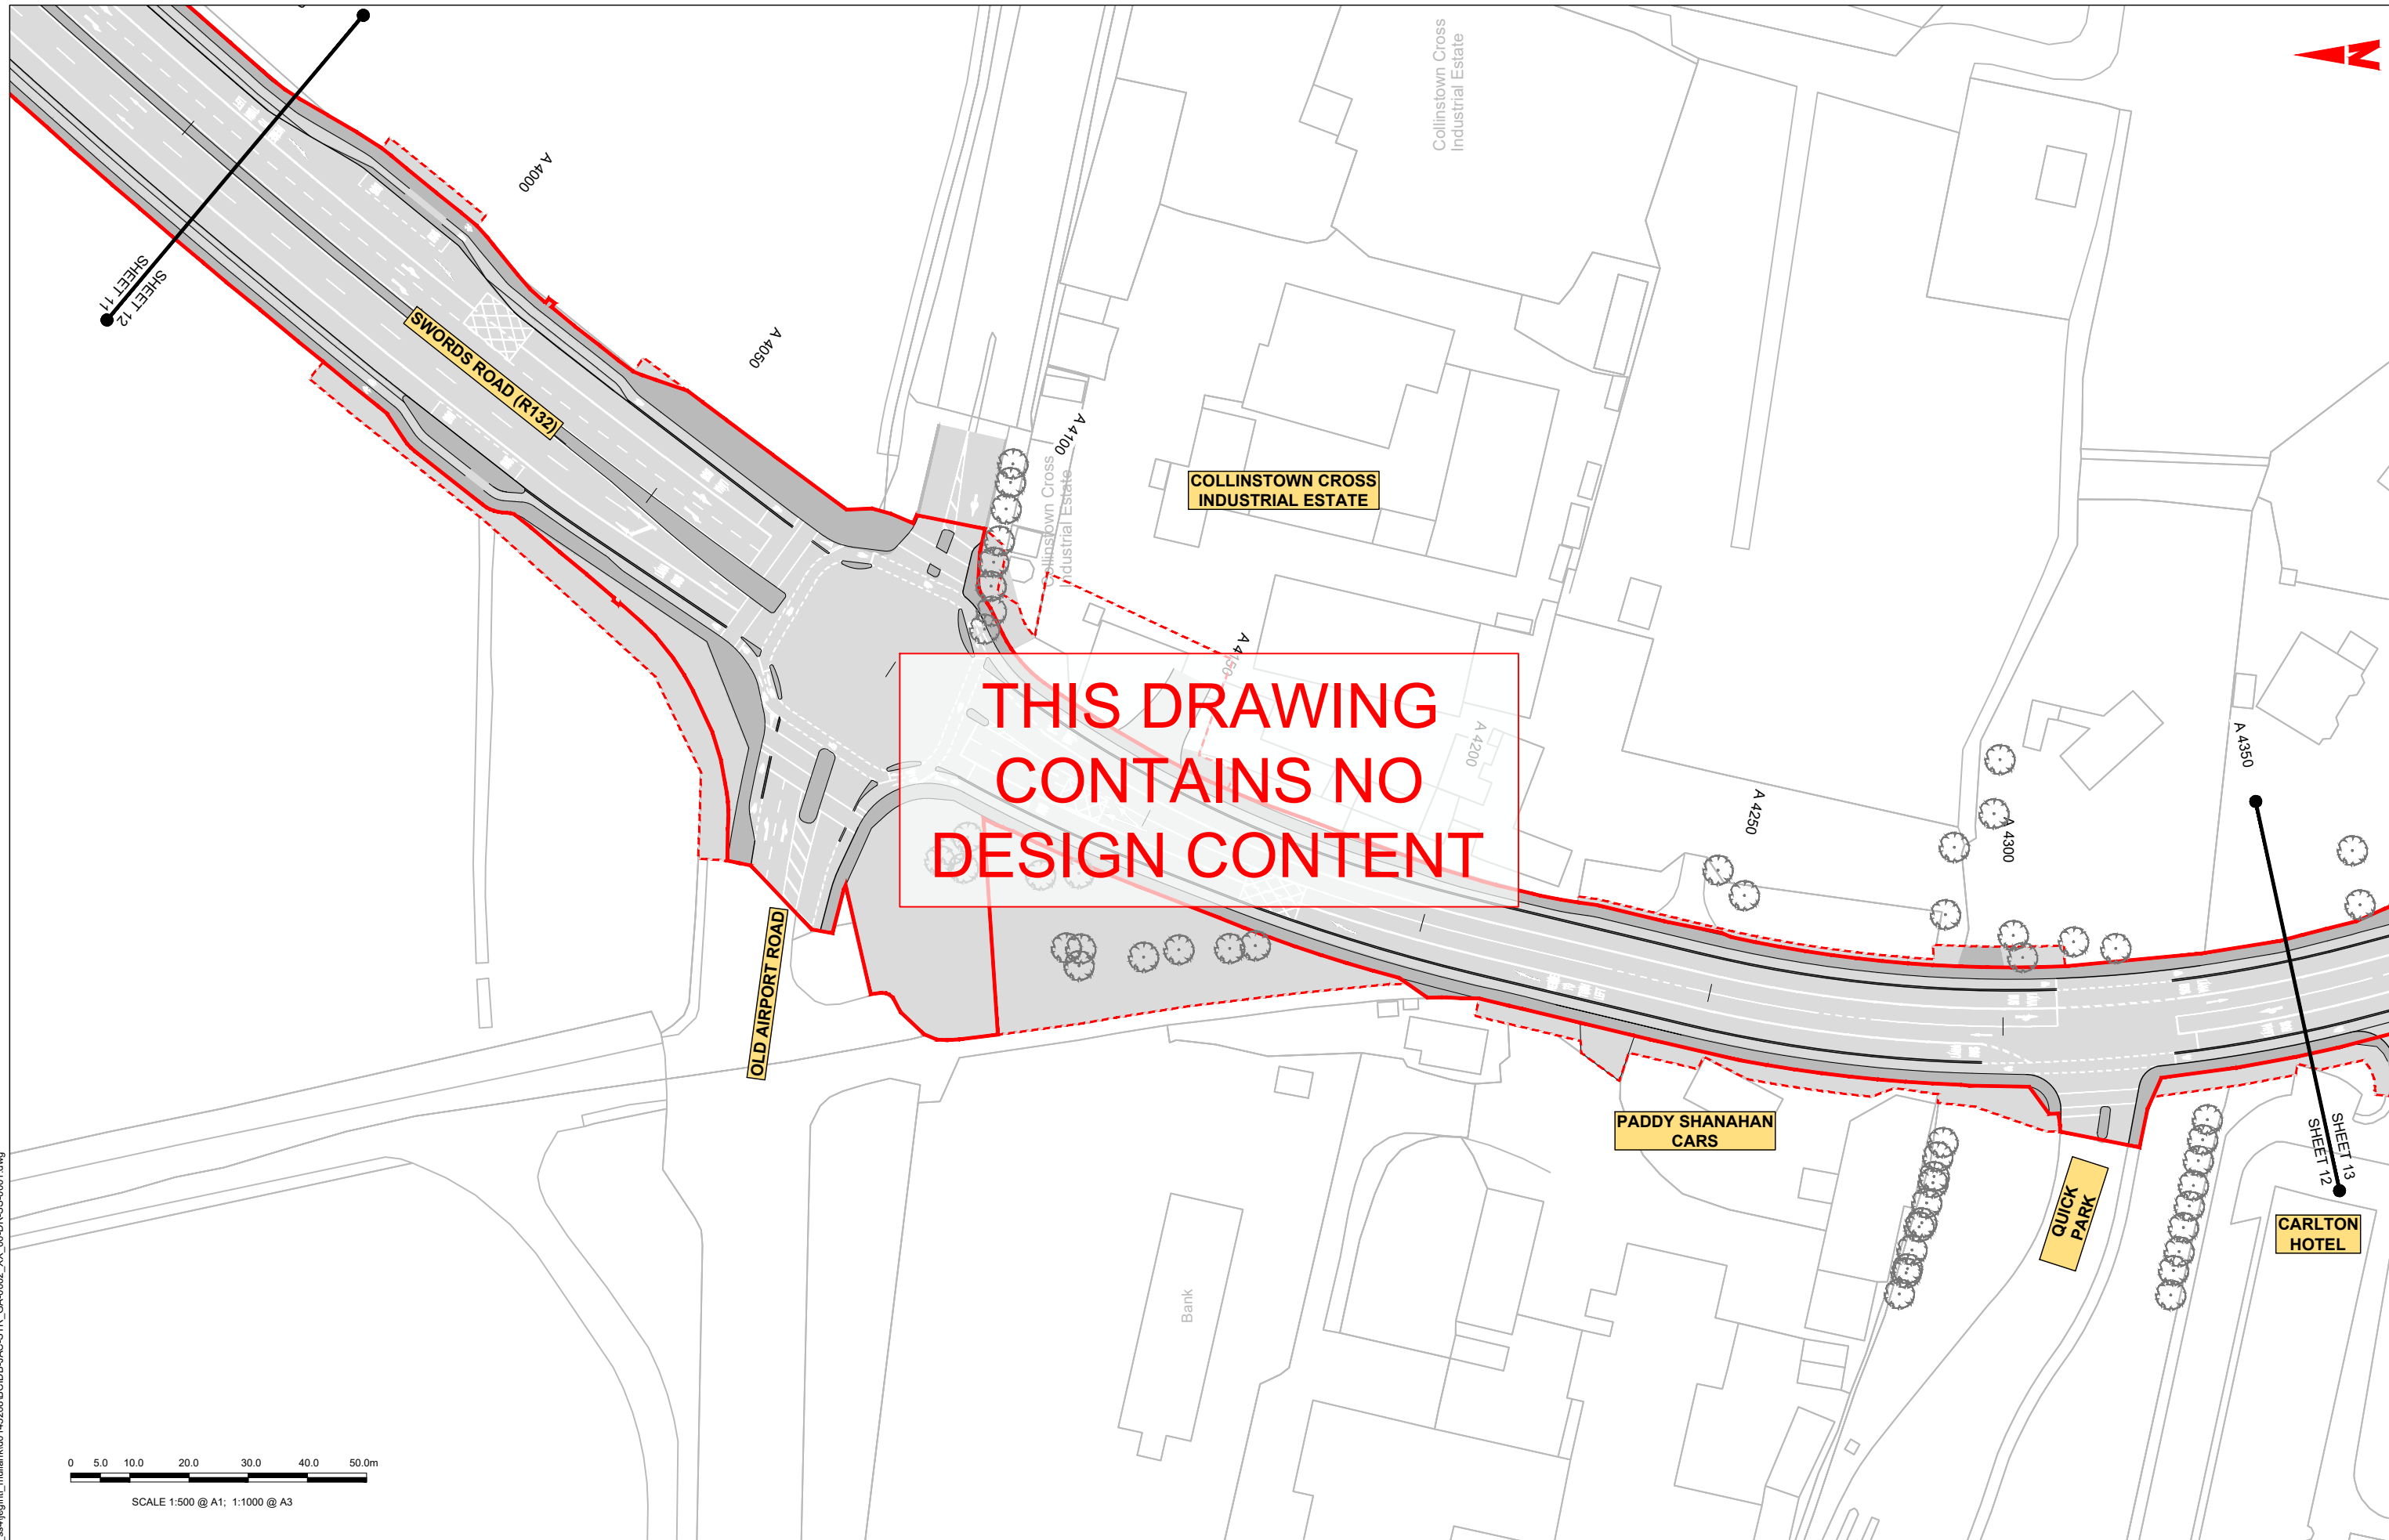 N
Collinstown Cross
Industrial Estate
A 4000
SHEET 11
SHEET 12
SWORDS ROAD (R132)
A 4050
A 4100
Collinstown Cross
Industrial Estate
COLLINSTOWN CROSS
INDUSTRIAL ESTATE
A 4150
A 4200
THIS DRAWING
CONTAINS NO
DESIGN CONTENT
A 4250
A 4300
A 4350
OLD AIRPORT ROAD
PADDY SHANAHAN
CARS
SHEET 13
SHEET 12
QUICK
PARK
CARLTON
HOTEL
Bank
0 5.0 10.0 20.0 30.0 40.0 50.0m
SCALE 1:500 @ A1; 1:1000 @ A3